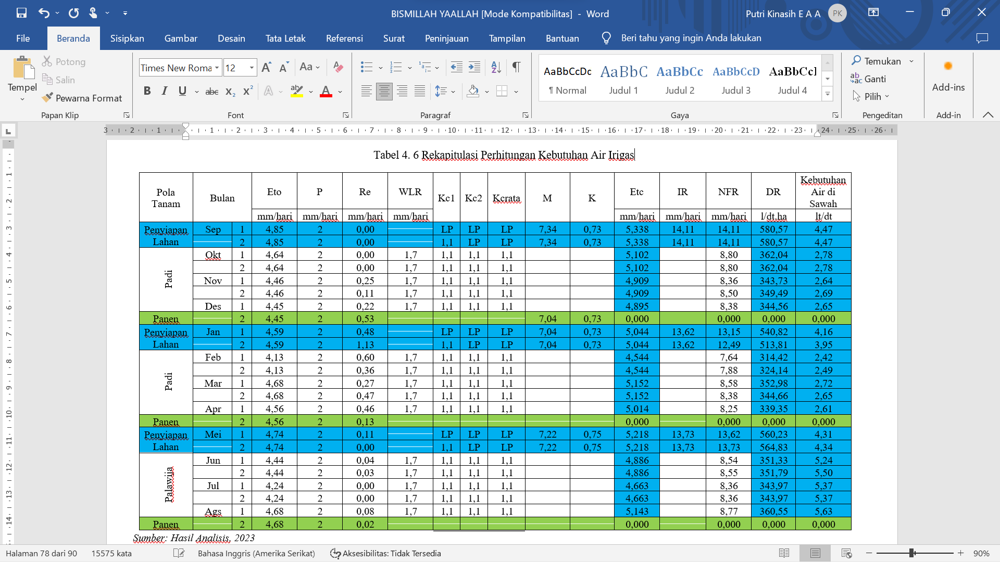 BISMILLAH YAALLAH [Mode Kompatibilitas] - Word
Putri Kinasih E A A PK
File Beranda Sisipkan Gambar Desain Tata Letak Referensi Surat Peninjauan Tampilan Bantuan Beri tahu yang ingin Anda lakukan
Tempel
Potong
Salin
Pewarna Format
Papan Klip
Times New Roma 12
Font
Paragraf
AaBbCcDc AaBbC AaBbCc AaBbCcD AaBbCcI
¶ Normal Judul 1 Judul 2 Judul 3 Judul 4
Gaya
Temukan
Ganti
Pilih
Pengeditan
Add-ins
Add-in
3 2 1 1 2 3 4 5 6 7 8 9 10 11 12 13 14 15 16 17 18 19 20 21 22 23 24 25 26
Tabel 4. 6 Rekapitulasi Perhitungan Kebutuhan Air Irigas
Pola Tanam Bulan Eto P Re WLR Kc1 Kc2 Kcrata M K Etc IR NFR DR Kebutuhan Air di Sawah
mm/hari mm/hari mm/hari mm/hari mm/hari mm/hari mm/hari l/dt.ha lt/dt
Penyiapan Sep 1 4,85 2 0,00 LP LP LP 7,34 0,73 5,338 14,11 14,11 580,57 4,47
Lahan 2 4,85 2 0,00 1,1 LP LP 7,34 0,73 5,338 14,11 14,11 580,57 4,47
Padi Okt 1 4,64 2 0,00 1,7 1,1 1,1 1,1 5,102 8,80 362,04 2,78
2 4,64 2 0,00 1,7 1,1 1,1 1,1 5,102 8,80 362,04 2,78
Nov 1 4,46 2 0,25 1,7 1,1 1,1 1,1 4,909 8,36 343,73 2,64
2 4,46 2 0,11 1,7 1,1 1,1 1,1 4,909 8,50 349,49 2,69
Des 1 4,45 2 0,22 1,7 1,1 1,1 1,1 4,895 8,38 344,56 2,65
Panen 2 4,45 2 0,53 7,04 0,73 0,000 0,000 0,000 0,000
Penyiapan Jan 1 4,59 2 0,48 LP LP LP 7,04 0,73 5,044 13,62 13,15 540,82 4,16
Lahan 2 4,59 2 1,13 1,1 LP LP 7,04 0,73 5,044 13,62 12,49 513,81 3,95
Padi Feb 1 4,13 2 0,60 1,7 1,1 1,1 1,1 4,544 7,64 314,42 2,42
2 4,13 2 0,36 1,7 1,1 1,1 1,1 4,544 7,88 324,14 2,49
Mar 1 4,68 2 0,27 1,7 1,1 1,1 1,1 5,152 8,58 352,98 2,72
2 4,68 2 0,47 1,7 1,1 1,1 1,1 5,152 8,38 344,66 2,65
Apr 1 4,56 2 0,46 1,7 1,1 1,1 1,1 5,014 8,25 339,35 2,61
Panen 2 4,56 2 0,13 0,000 0,000 0,000 0,000
Penyiapan Mei 1 4,74 2 0,11 LP LP LP 7,22 0,75 5,218 13,73 13,62 560,23 4,31
Lahan 2 4,74 2 0,00 1,1 LP LP 7,22 0,75 5,218 13,73 13,73 564,83 4,34
Palawija Jun 1 4,44 2 0,04 1,7 1,1 1,1 1,1 4,886 8,54 351,33 5,24
2 4,44 2 0,03 1,7 1,1 1,1 1,1 4,886 8,55 351,79 5,50
Jul 1 4,24 2 0,00 1,7 1,1 1,1 1,1 4,663 8,36 343,97 5,37
2 4,24 2 0,00 1,7 1,1 1,1 1,1 4,663 8,36 343,97 5,37
Ags 1 4,68 2 0,08 1,7 1,1 1,1 1,1 5,143 8,77 360,55 5,63
Panen 2 4,68 2 0,02 0,000 0,000 0,000 0,000
Sumber: Hasil Analisis, 2023
Halaman 78 dari 90 15575 kata Bahasa Inggris (Amerika Serikat) Aksesibilitas: Tidak Tersedia 90%